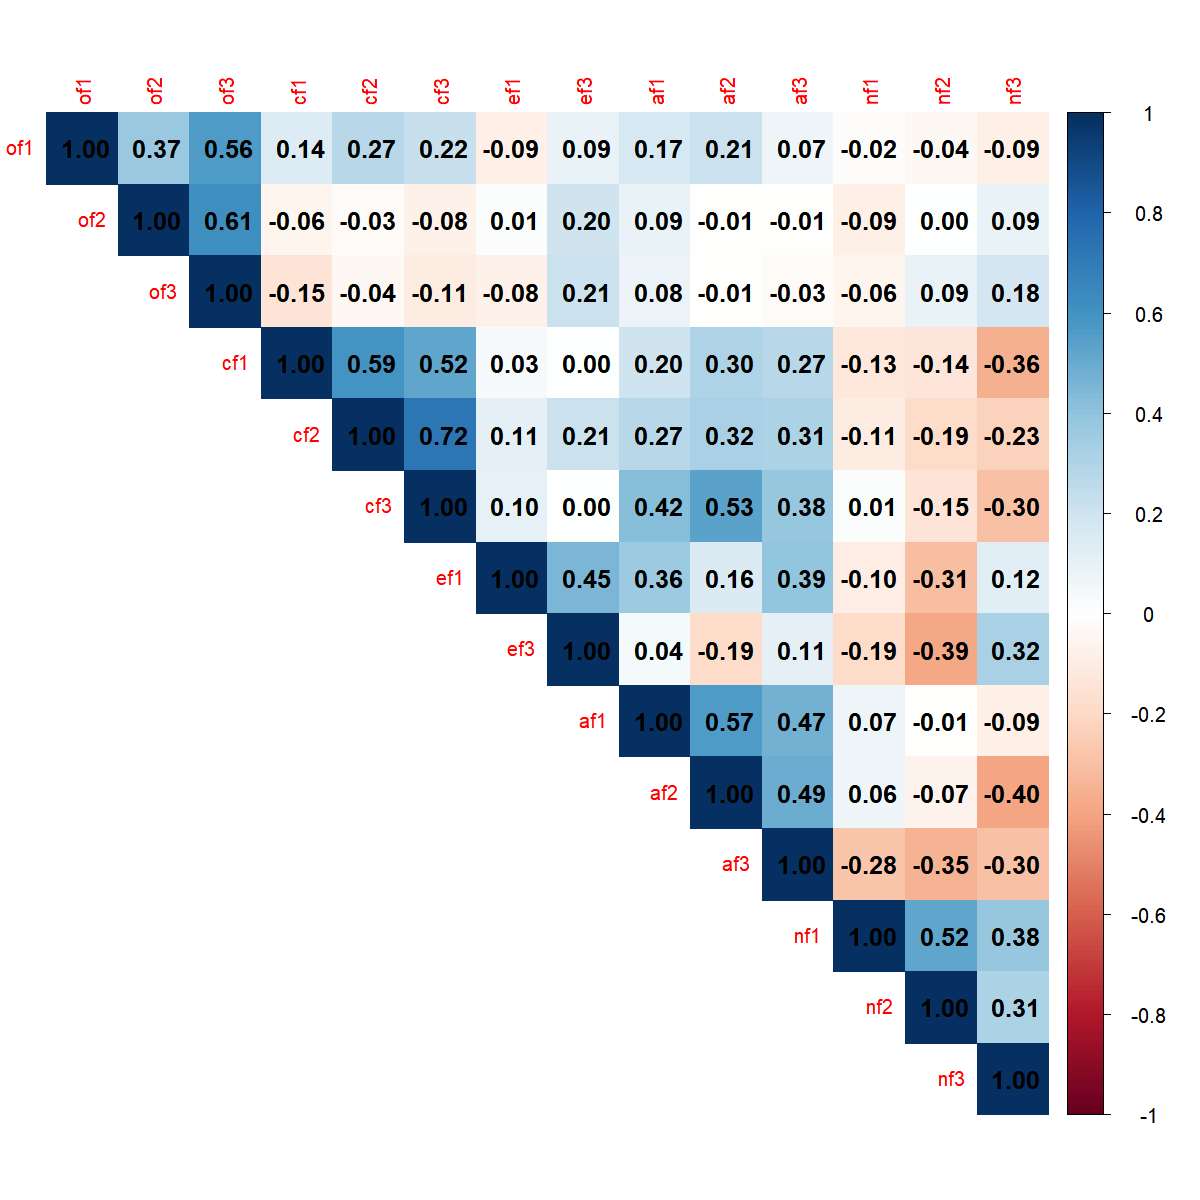 of1 of2 of3 cf1 cf2 cf3 ef1 ef3 af1 af2 af3 nf1 nf2 nf3
of1 1.00 0.37 0.56 0.14 0.27 0.22 -0.09 0.09 0.17 0.21 0.07 -0.02 -0.04 -0.09
of2 1.00 0.61 -0.06 -0.03 -0.08 0.01 0.20 0.09 -0.01 -0.01 -0.09 0.00 0.09
of3 1.00 -0.15 -0.04 -0.11 -0.08 0.21 0.08 -0.01 -0.03 -0.06 0.09 0.18
cf1 1.00 0.59 0.52 0.03 0.00 0.20 0.30 0.27 -0.13 -0.14 -0.36
cf2 1.00 0.72 0.11 0.21 0.27 0.32 0.31 -0.11 -0.19 -0.23
cf3 1.00 0.10 0.00 0.42 0.53 0.38 0.01 -0.15 -0.30
ef1 1.00 0.45 0.36 0.16 0.39 -0.10 -0.31 0.12
ef3 1.00 0.04 -0.19 0.11 -0.19 -0.39 0.32
af1 1.00 0.57 0.47 0.07 -0.01 -0.09
af2 1.00 0.49 0.06 -0.07 -0.40
af3 1.00 -0.28 -0.35 -0.30
nf1 1.00 0.52 0.38
nf2 1.00 0.31
nf3 1.00
1
0.8
0.6
0.4
0.2
0
-0.2
-0.4
-0.6
-0.8
-1